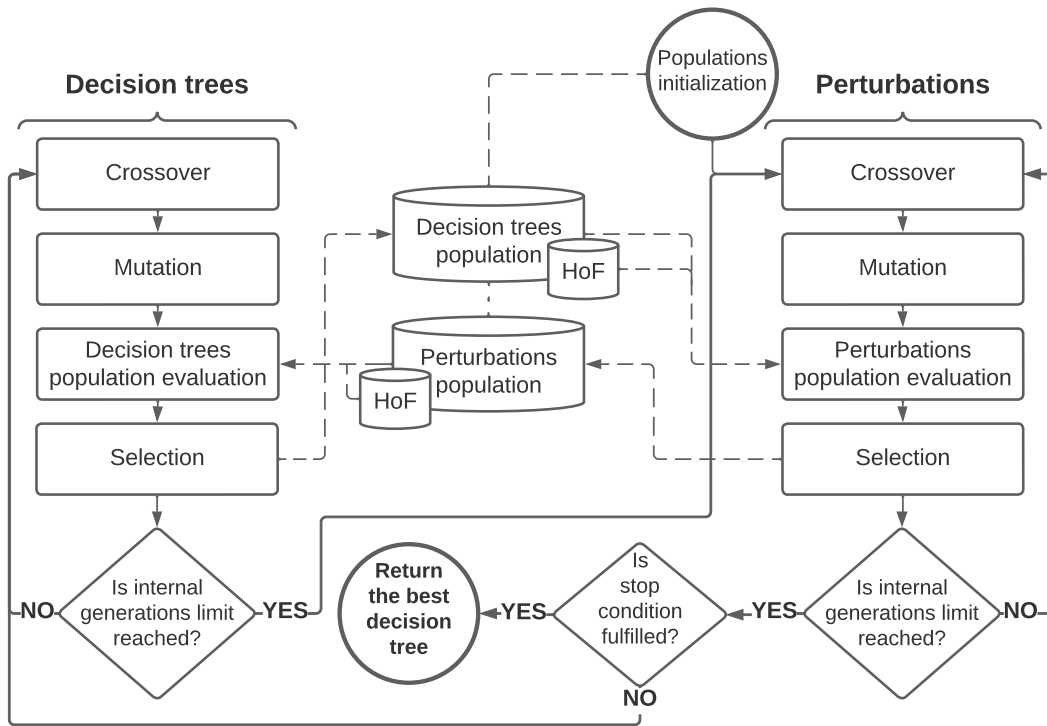 Populations
initialization
Decision trees
Perturbations
Crossover
Mutation
Decision trees
population evaluation
Selection
Is internal
generations limit
reached?
NO
YES
Decision trees
population
HoF
Perturbations
population
HoF
Crossover
Mutation
Perturbations
population evaluation
Selection
Is internal
generations limit
reached?
NO
YES
Is
stop
condition
fulfilled?
YES
NO
Return
the best
decision
tree